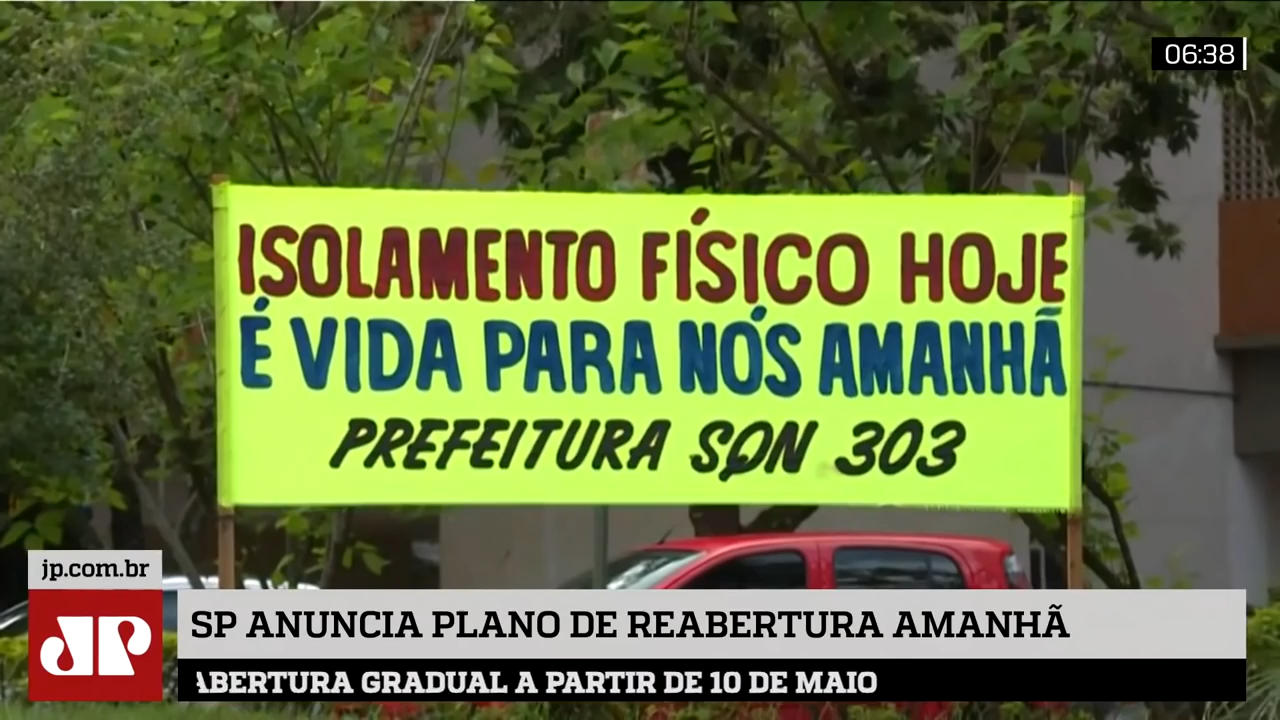 06:38
ISOLAMENTO FÍSICO HOJE
É VIDA PARA NÓS AMANHÃ
PREFEITURA SQN 303
jp.com.br
JP
SP ANUNCIA PLANO DE REABERTURA AMANHÃ
ABERTURA GRADUAL A PARTIR DE 10 DE MAIO